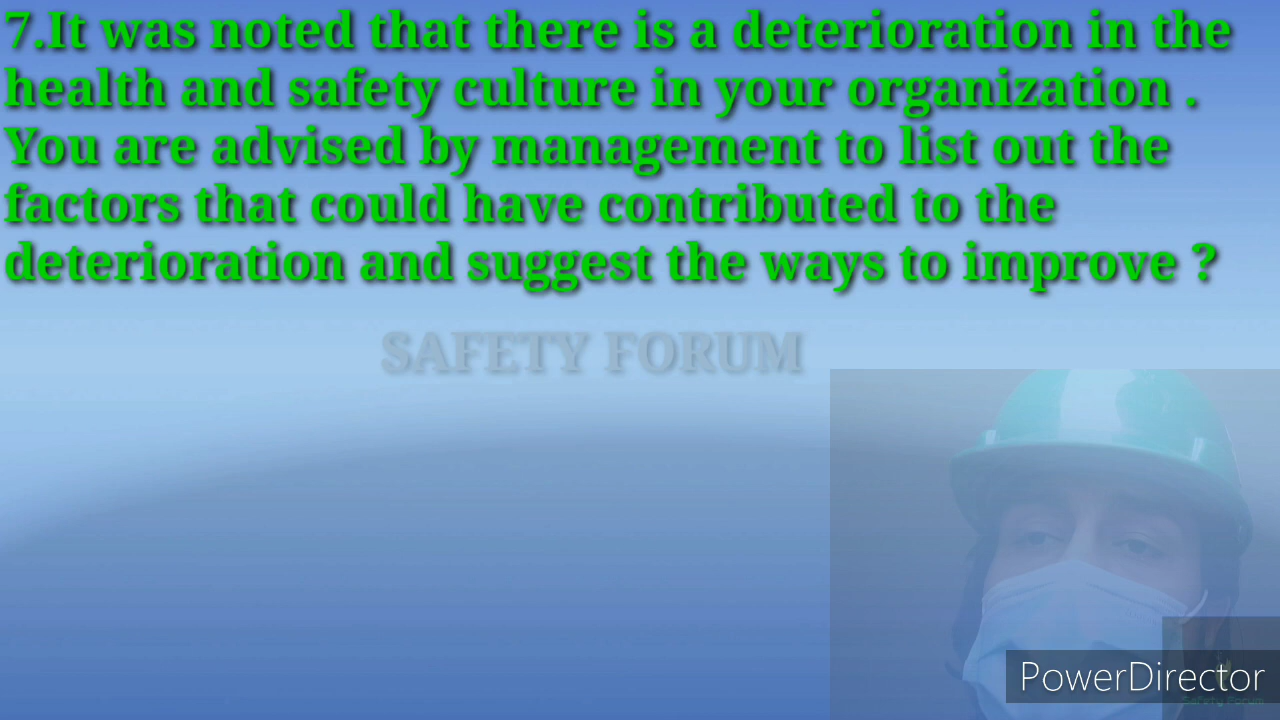 7.It was noted that there is a deterioration in the
health and safety culture in your organization .
You are advised by management to list out the
factors that could have contributed to the
deterioration and suggest the ways to improve ?
SAFETY FORUM
PowerDirector
Safety Forum